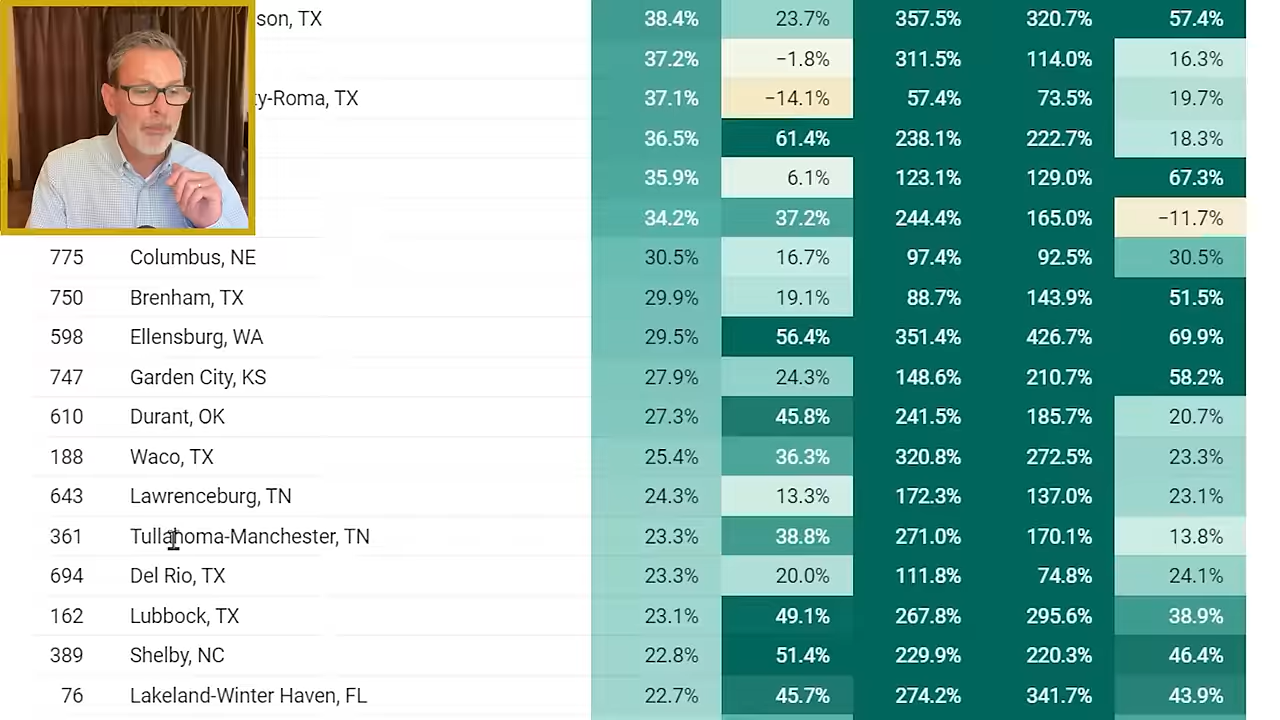 son, TX 38.4% 23.7% 357.5% 320.7% 57.4%
37.2% −1.8% 311.5% 114.0% 16.3%
ty-Roma, TX 37.1% −14.1% 57.4% 73.5% 19.7%
36.5% 61.4% 238.1% 222.7% 18.3%
35.9% 6.1% 123.1% 129.0% 67.3%
34.2% 37.2% 244.4% 165.0% −11.7%
775 Columbus, NE 30.5% 16.7% 97.4% 92.5% 30.5%
750 Brenham, TX 29.9% 19.1% 88.7% 143.9% 51.5%
598 Ellensburg, WA 29.5% 56.4% 351.4% 426.7% 69.9%
747 Garden City, KS 27.9% 24.3% 148.6% 210.7% 58.2%
610 Durant, OK 27.3% 45.8% 241.5% 185.7% 20.7%
188 Waco, TX 25.4% 36.3% 320.8% 272.5% 23.3%
643 Lawrenceburg, TN 24.3% 13.3% 172.3% 137.0% 23.1%
361 Tullahoma-Manchester, TN 23.3% 38.8% 271.0% 170.1% 13.8%
694 Del Rio, TX 23.3% 20.0% 111.8% 74.8% 24.1%
162 Lubbock, TX 23.1% 49.1% 267.8% 295.6% 38.9%
389 Shelby, NC 22.8% 51.4% 229.9% 220.3% 46.4%
76 Lakeland-Winter Haven, FL 22.7% 45.7% 274.2% 341.7% 43.9%